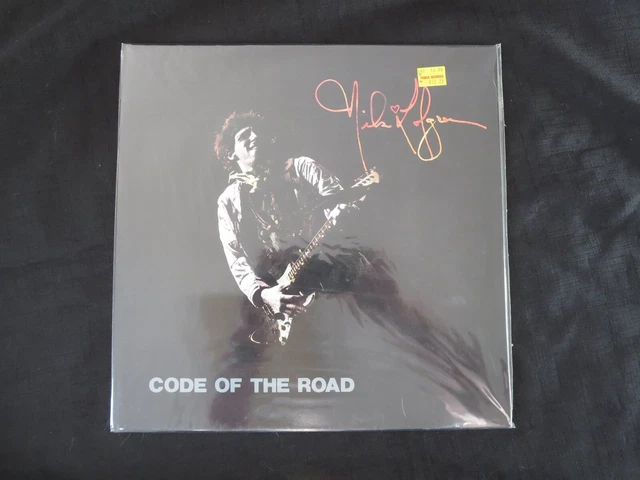 Nils Lofgren
CODE OF THE ROAD